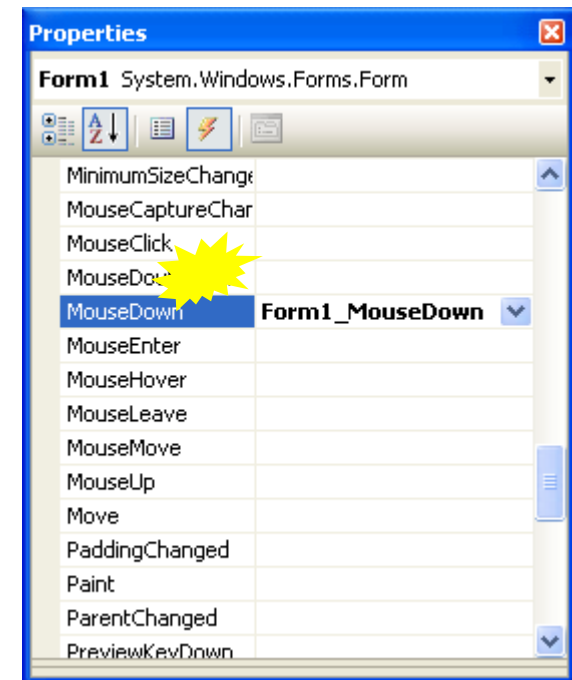 Properties
Form1 System.Windows.Forms.Form
MinimumSizeChange
MouseCaptureChar
MouseClick
MouseDown Form1_MouseDown
MouseEnter
MouseHover
MouseLeave
MouseMove
MouseUp
Move
PaddingChanged
Paint
ParentChanged
PreviewKeyDown